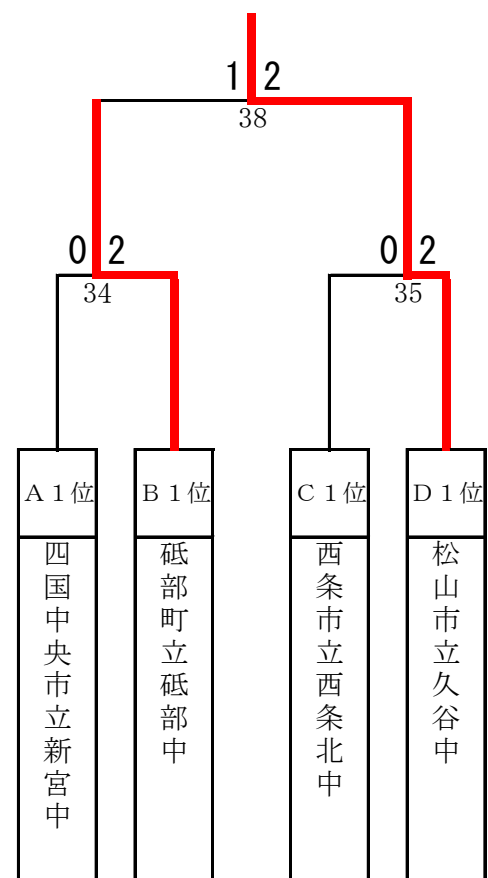 1 2
38
0 2
34
0 2
35
A1位
B1位
C1位
D1位
四国中央市立新宮中
砥部町立砥部中
西条市立西条北中
松山市立久谷中